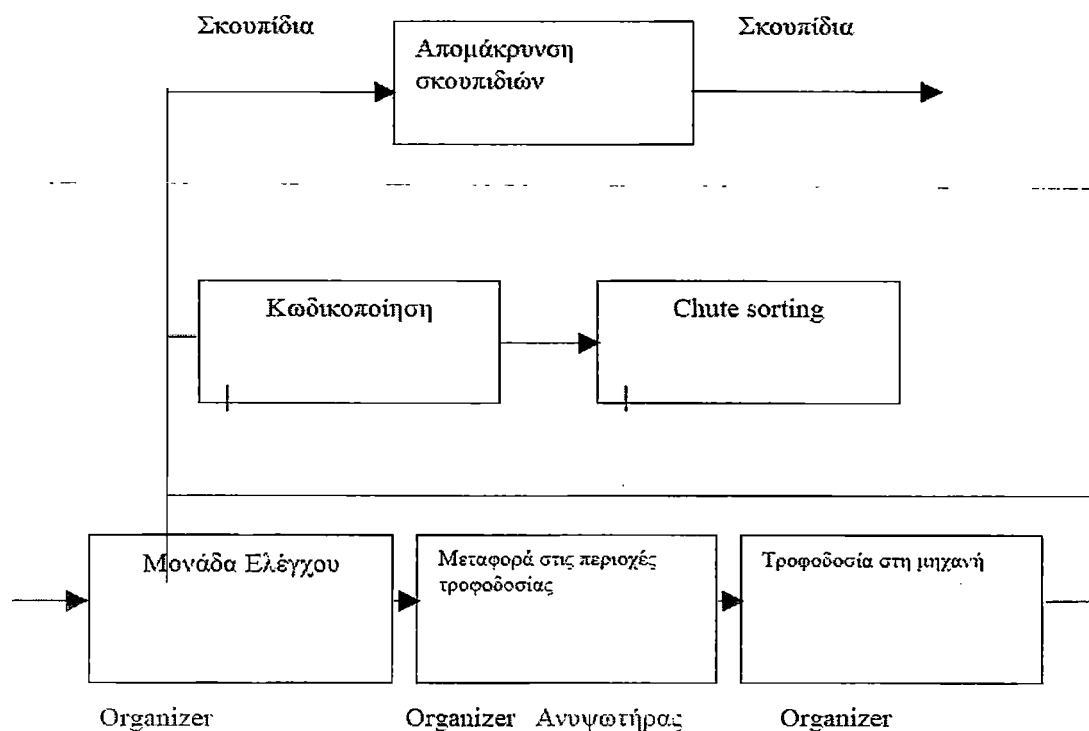 Σκουπίδια
Απομάκρυνση
σκουπιδιών
Σκουπίδια
Κωδικοποίηση
Chute sorting
Μονάδα Ελέγχου
Μεταφορά στις περιοχές
τροφοδοσίας
Τροφοδοσία στη μηχανή
Organizer
Organizer Ανυψωτήρας
Organizer